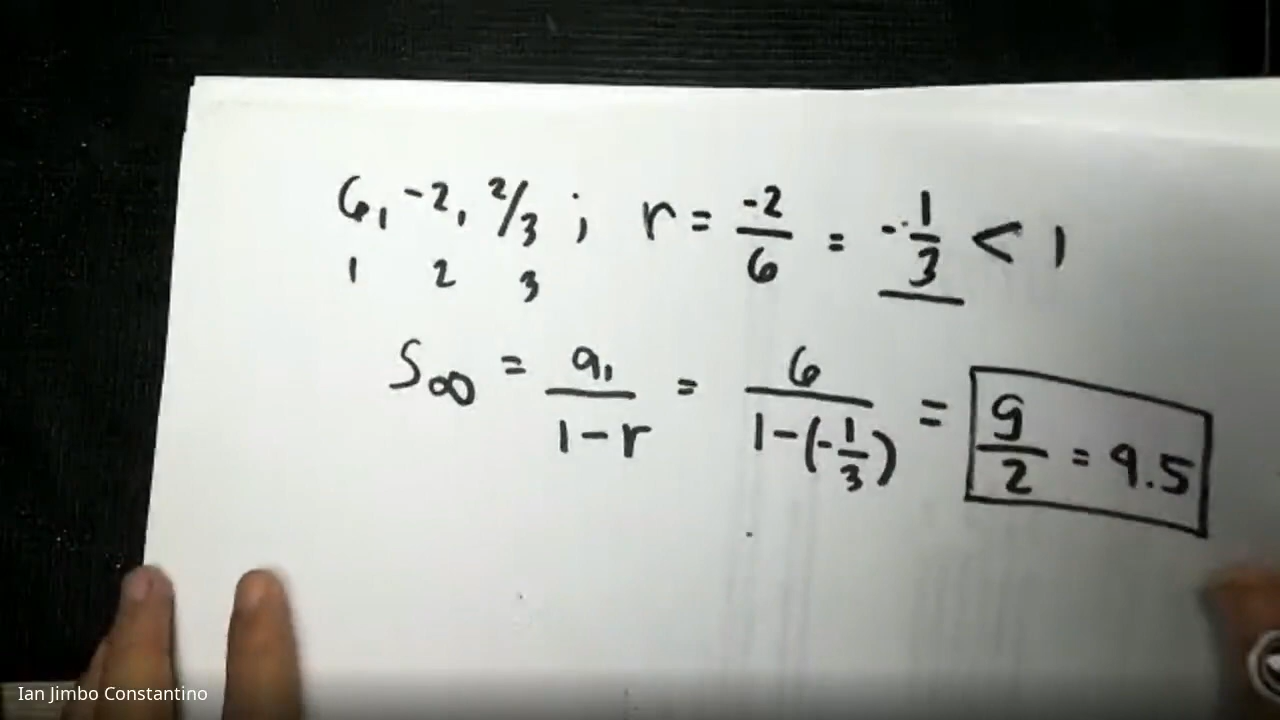 6, -2, 2/3 ; r = -2/6 = -1/3 < 1
1 2 3
S∞ = a₁/1-r = 6/1-(-1/3) = 9/2 = 9.5
Ian Jimbo Constantino